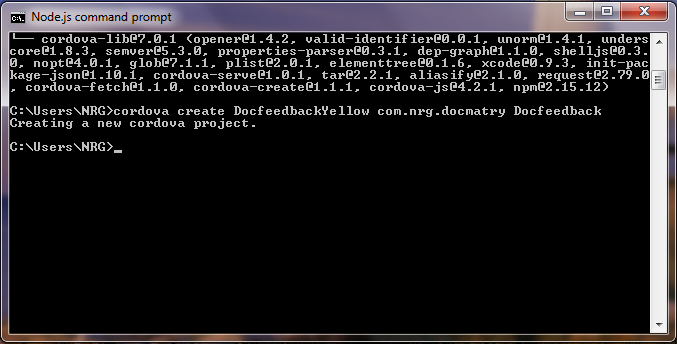 Node.js command prompt
└── cordova-lib@7.0.1 (opener@1.4.2, valid-identifier@0.0.1, unorm@1.4.1, unders
core@1.8.3, semver@5.3.0, properties-parser@0.3.1, dep-graph@1.1.0, shelljs@0.3.
0, nopt@4.0.1, glob@7.1.1, plist@2.0.1, elementtree@0.1.6, xcode@0.9.3, init-pac
kage-json@1.10.1, cordova-serve@1.0.1, tar@2.2.1, aliasify@2.1.0, request@2.79.0
, cordova-fetch@1.1.0, cordova-create@1.1.1, cordova-js@4.2.1, npm@2.15.12)
C:\Users\NRG>cordova create DocfeedbackYellow com.nrg.docmatry Docfeedback
Creating a new cordova project.
C:\Users\NRG>_